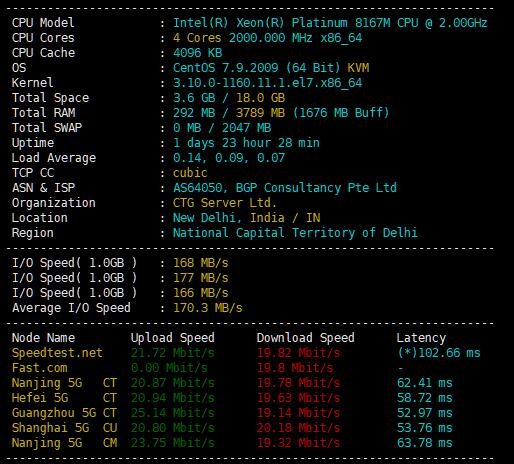 ----------------------------------------------------------------------
CPU Model : Intel(R) Xeon(R) Platinum 8167M CPU @ 2.00GHz
CPU Cores : 4 Cores 2000.000 MHz x86_64
CPU Cache : 4096 KB
OS : CentOS 7.9.2009 (64 Bit) KVM
Kernel : 3.10.0-1160.11.1.el7.x86_64
Total Space : 3.6 GB / 18.0 GB
Total RAM : 292 MB / 3789 MB (1676 MB Buff)
Total SWAP : 0 MB / 2047 MB
Uptime : 1 days 23 hour 28 min
Load Average : 0.14, 0.09, 0.07
TCP CC : cubic
ASN & ISP : AS64050, BGP Consultancy Pte Ltd
Organization : CTG Server Ltd.
Location : New Delhi, India / IN
Region : National Capital Territory of Delhi
----------------------------------------------------------------------
I/O Speed( 1.0GB ) : 168 MB/s
I/O Speed( 1.0GB ) : 177 MB/s
I/O Speed( 1.0GB ) : 166 MB/s
Average I/O Speed : 170.3 MB/s
----------------------------------------------------------------------
Node Name Upload Speed Download Speed Latency
Speedtest.net 21.72 Mbit/s 19.82 Mbit/s (*)102.66 ms
Fast.com 0.00 Mbit/s 19.8 Mbit/s -
Nanjing 5G CT 20.87 Mbit/s 19.78 Mbit/s 62.41 ms
Hefei 5G CT 20.94 Mbit/s 19.63 Mbit/s 58.72 ms
Guangzhou 5G CT 25.14 Mbit/s 19.14 Mbit/s 52.97 ms
Shanghai 5G CU 20.80 Mbit/s 20.18 Mbit/s 53.76 ms
Nanjing 5G CM 23.75 Mbit/s 19.32 Mbit/s 63.78 ms
----------------------------------------------------------------------